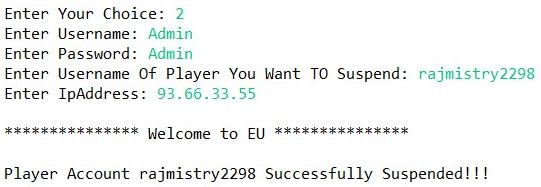 Enter Your Choice: 2
Enter Username: Admin
Enter Password: Admin
Enter Username Of Player You Want TO Suspend: rajmistry2298
Enter IpAddress: 93.66.33.55
*************** Welcome to EU ***************
Player Account rajmistry2298 Successfully Suspended!!!